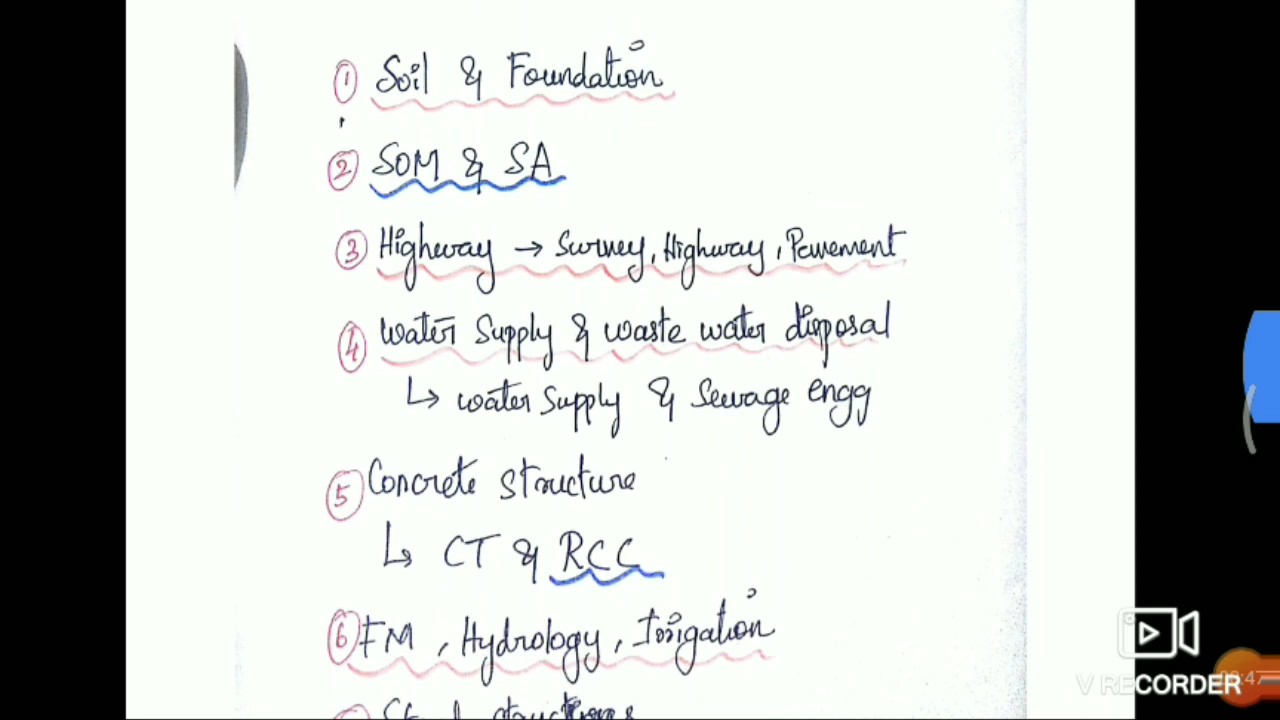 ① Soil & Foundation
② SOM & SA
③ Highway → Survey, Highway, Pavement
④ Water Supply & waste water disposal
↳ water Supply & Sewage engg
⑤ Concrete structure
↳ CT & RCC
⑥ FM, Hydrology, Irrigation
V RECORDER